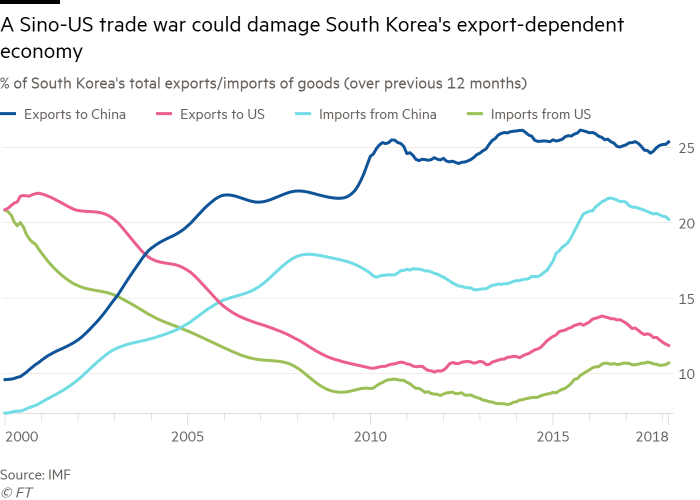 A Sino-US trade war could damage South Korea's export-dependent
economy
% of South Korea's total exports/imports of goods (over previous 12 months)
Exports to China Exports to US Imports from China Imports from US
25
20
15
10
2000 2005 2010 2015 2018
Source: IMF
© FT